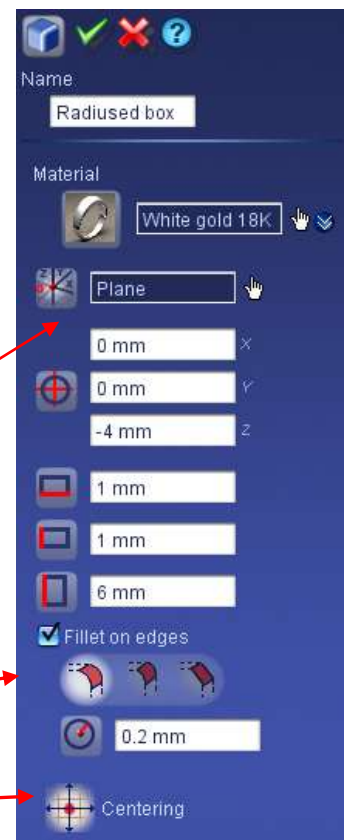 Name
Radiused box
Material
White gold 18K
Plane
0 mm X
0 mm Y
-4 mm Z
1 mm
1 mm
6 mm
Fillet on edges
0.2 mm
Centering